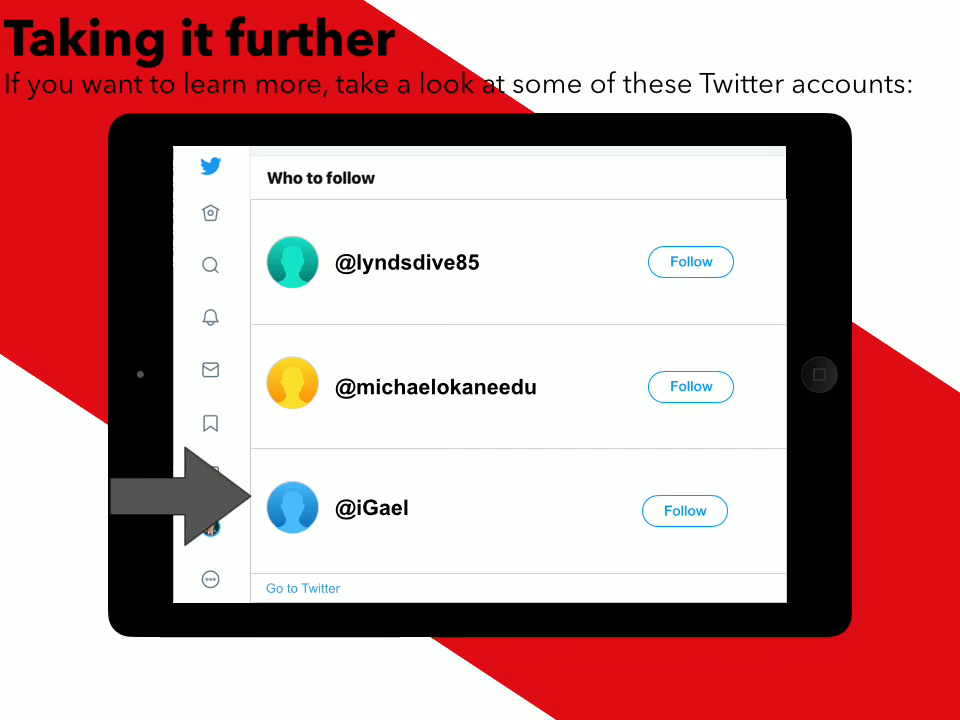 Taking it further
If you want to learn more, take a look at some of these Twitter accounts:
Who to follow
@lyndsdive85
Follow
@michaelokaneedu
Follow
@iGael
Follow
Go to Twitter